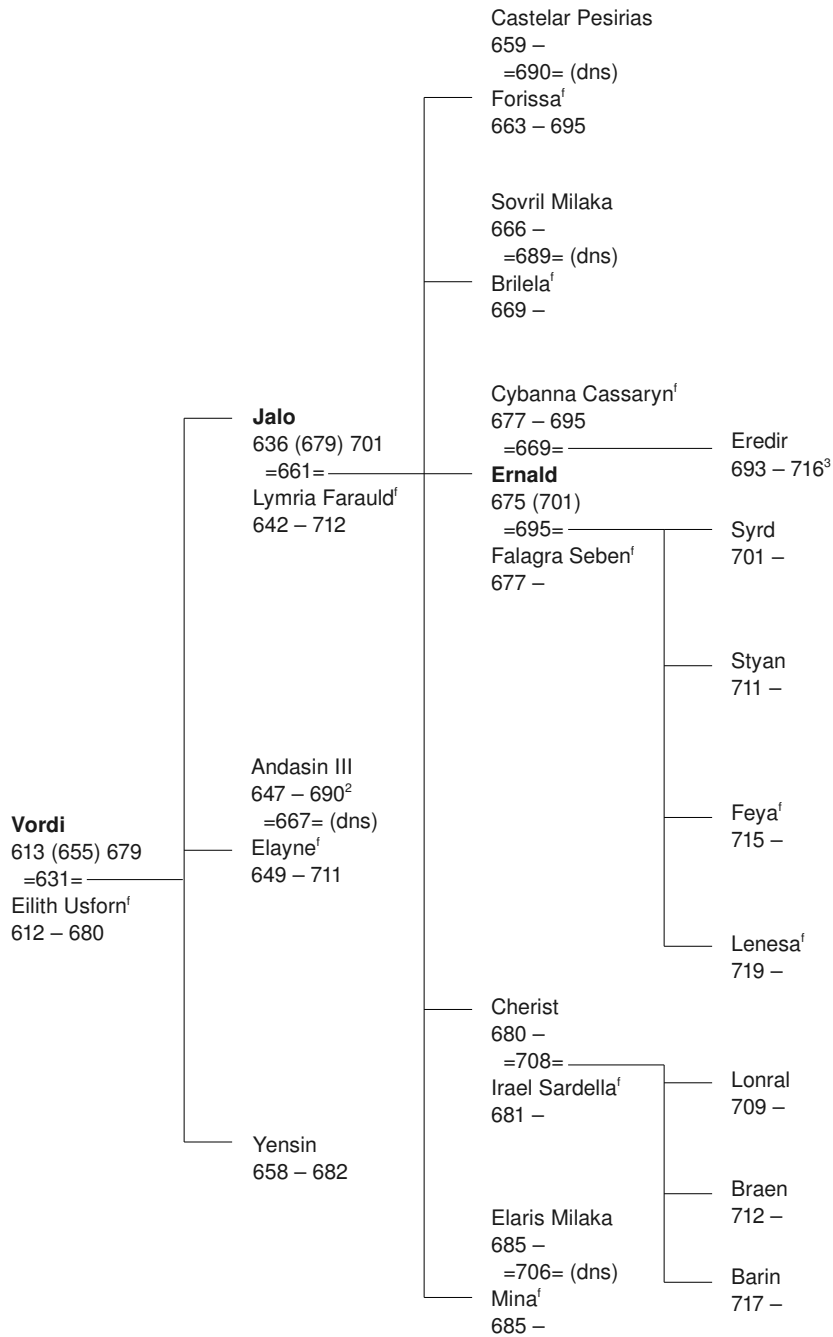 Vordi
613 (655) 679
=631=
Eilith Usfornᶠ
612 – 680
Jalo
636 (679) 701
=661=
Lymria Farauldᶠ
642 – 712
Andasin III
647 – 690²
=667= (dns)
Elayneᶠ
649 – 711
Yensin
658 – 682
Castelar Pesirias
659 –
=690= (dns)
Forissaᶠ
663 – 695
Sovril Milaka
666 –
=689= (dns)
Brilelaᶠ
669 –
Cybanna Cassarynᶠ
677 – 695
=669=
Ernald
675 (701)
=695=
Falagra Sebenᶠ
677 –
Cherist
680 –
=708=
Irael Sardellaᶠ
681 –
Elaris Milaka
685 –
=706= (dns)
Minaᶠ
685 –
Eredir
693 – 716³
Syrd
701 –
Styan
711 –
Feyaᶠ
715 –
Lenesaᶠ
719 –
Lonral
709 –
Braen
712 –
Barin
717 –